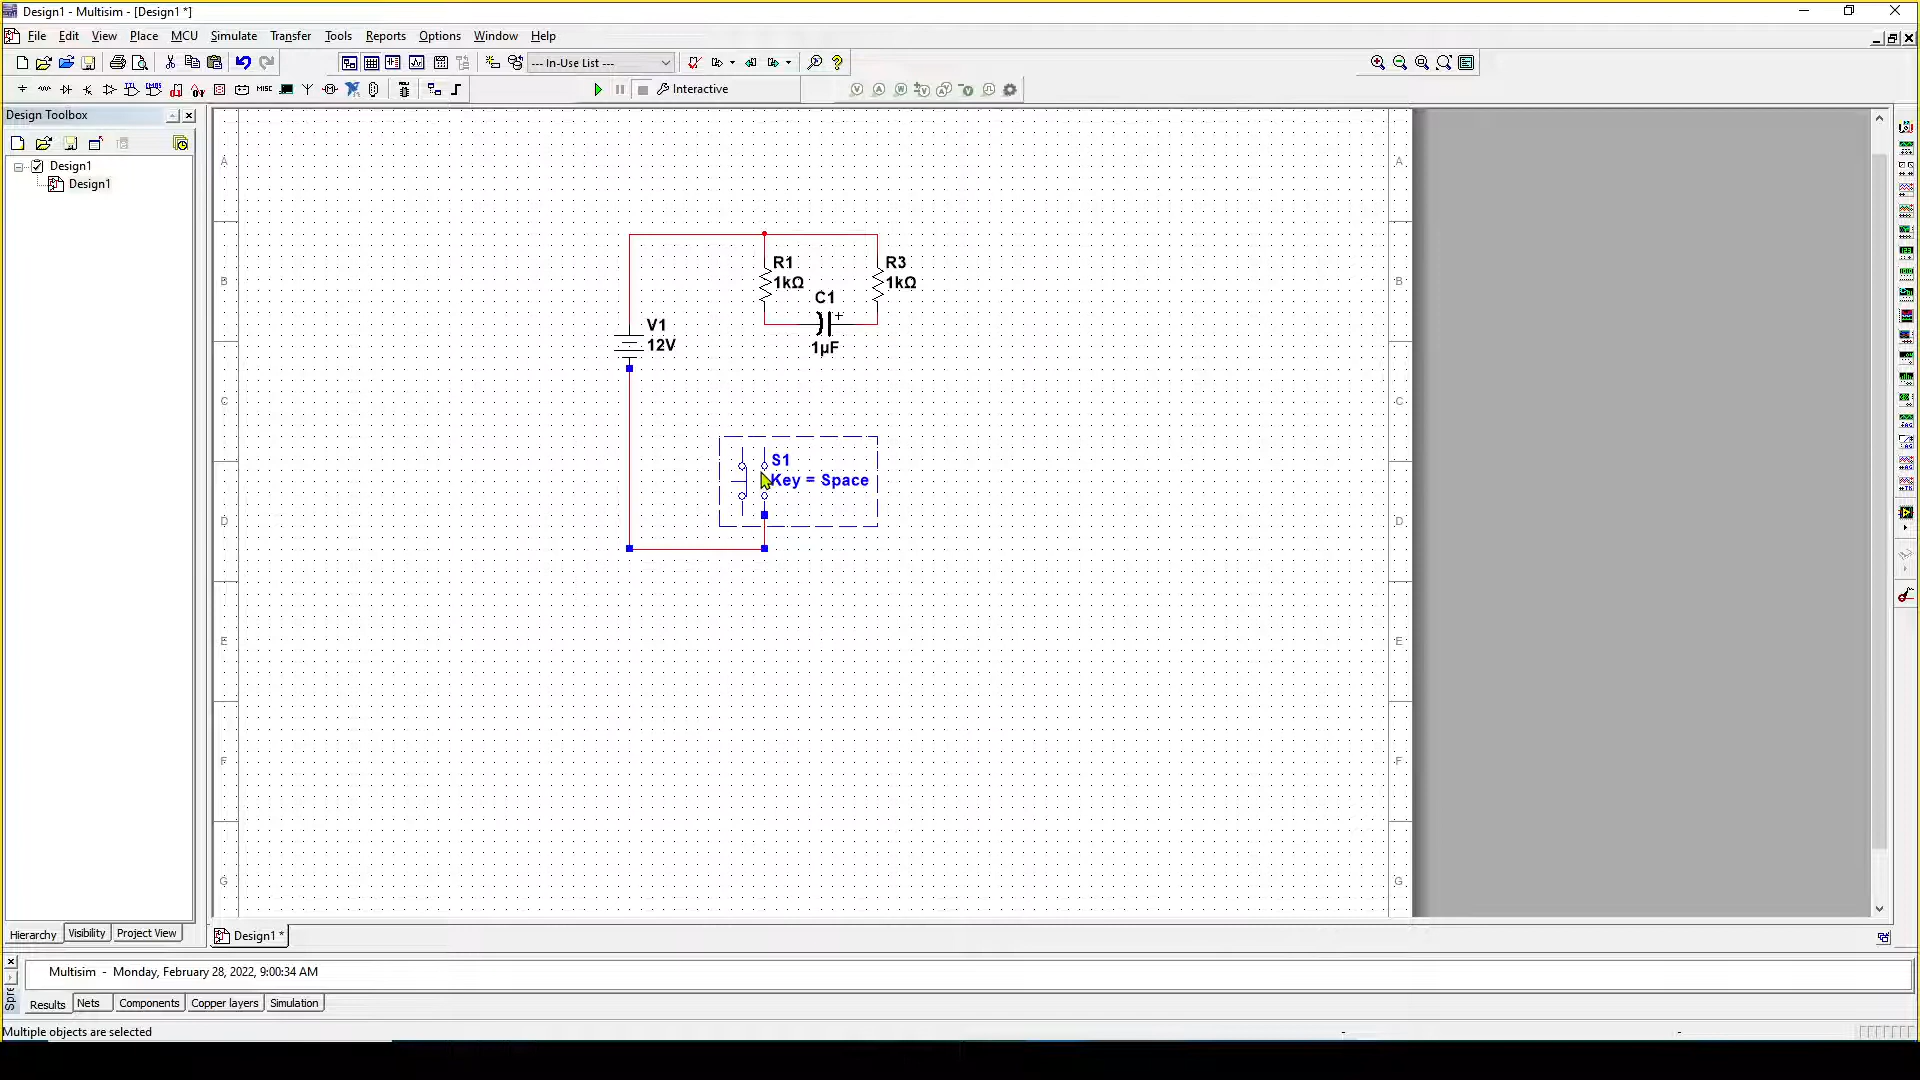 Design1 - Multisim - [Design1 *]
File Edit View Place MCU Simulate Transfer Tools Reports Options Window Help
--- In-Use List ---
Interactive
Design Toolbox
Design1
Design1
A
A
B
B
C
C
D
D
E
E
F
F
G
G
R1
1kΩ
R3
1kΩ
C1
+
1µF
V1
12V
S1
Key = Space
Hierarchy Visibility Project View
Design1 *
Multisim - Monday, February 28, 2022, 9:00:34 AM
Spre
Results Nets Components Copper layers Simulation
Multiple objects are selected
- -